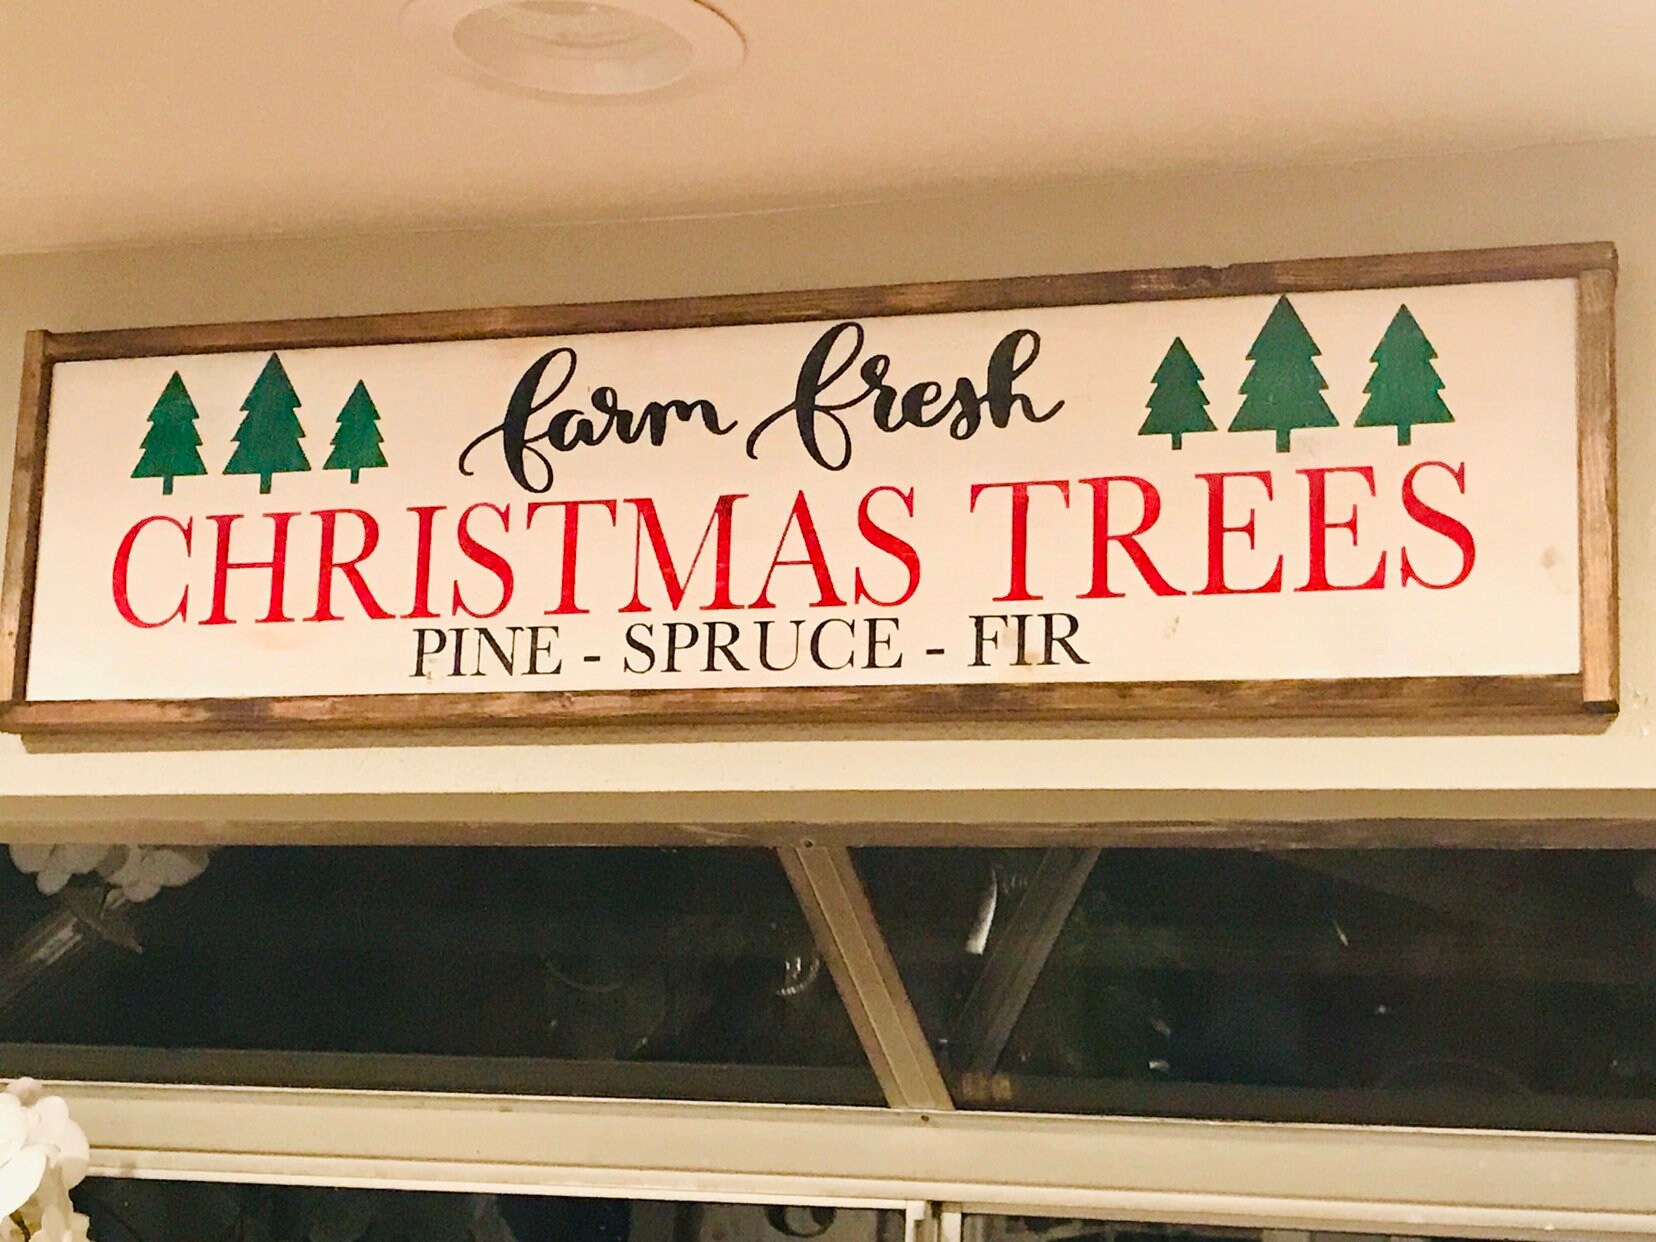 farm fresh
CHRISTMAS TREES
PINE - SPRUCE - FIR